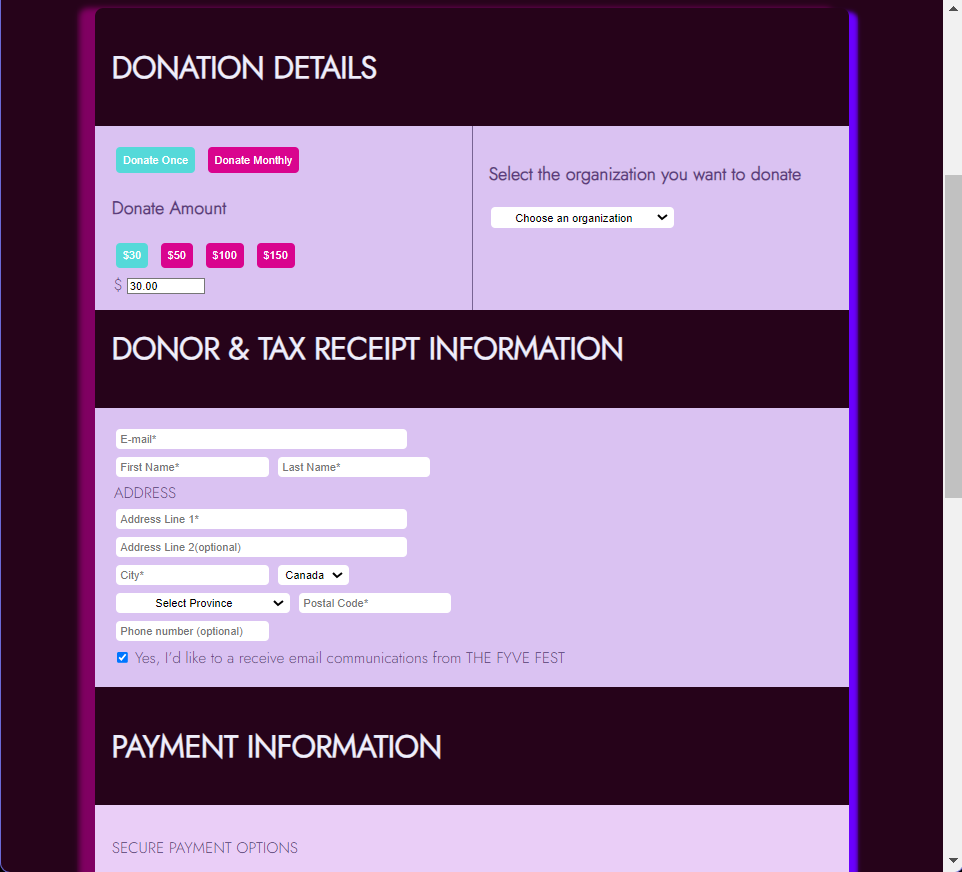 DONATION DETAILS
Donate Once Donate Monthly
Donate Amount
$30 $50 $100 $150
$ 30.00
Select the organization you want to donate
Choose an organization
DONOR & TAX RECEIPT INFORMATION
E-mail*
First Name* Last Name*
ADDRESS
Address Line 1*
Address Line 2(optional)
City* Canada
Select Province Postal Code*
Phone number (optional)
Yes, I'd like to a receive email communications from THE FYVE FEST
PAYMENT INFORMATION
SECURE PAYMENT OPTIONS